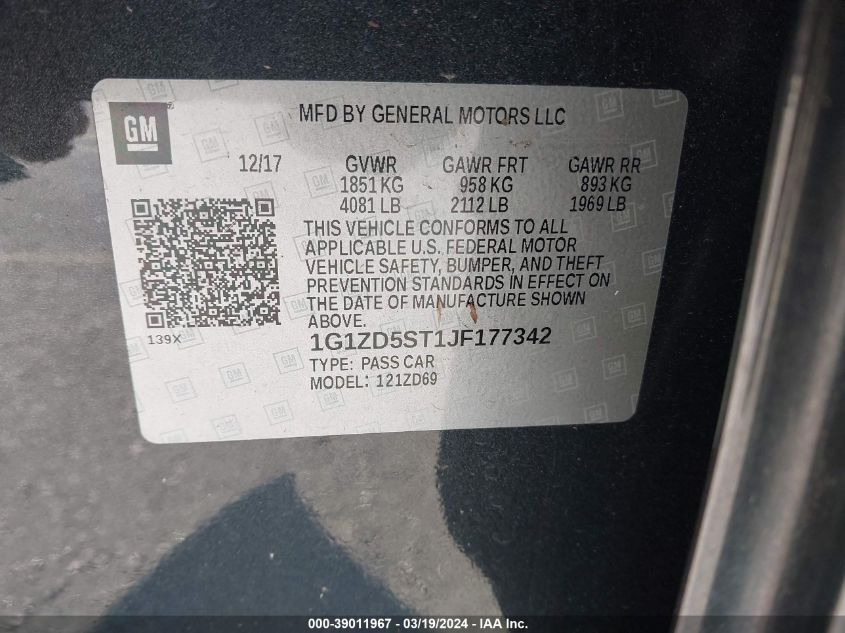 GM®
MFD BY GENERAL MOTORS LLC
12/17 GVWR GAWR FRT GAWR RR
1851 KG 958 KG 893 KG
4081 LB 2112 LB 1969 LB
THIS VEHICLE CONFORMS TO ALL
APPLICABLE U.S. FEDERAL MOTOR
VEHICLE SAFETY, BUMPER, AND THEFT
PREVENTION STANDARDS IN EFFECT ON
THE DATE OF MANUFACTURE SHOWN
ABOVE.
139X
1G1ZD5ST1JF177342
TYPE: PASS CAR
MODEL: 121ZD69
000-39011967 - 03/19/2024 - IAA Inc.